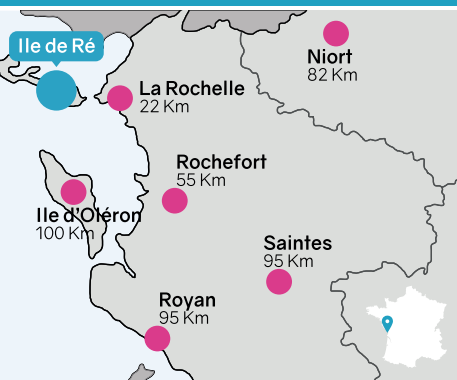 Ile de Ré
Niort
82 Km
La Rochelle
22 Km
Rochefort
55 Km
Ile d'Oléron
100 Km
Saintes
95 Km
Royan
95 Km